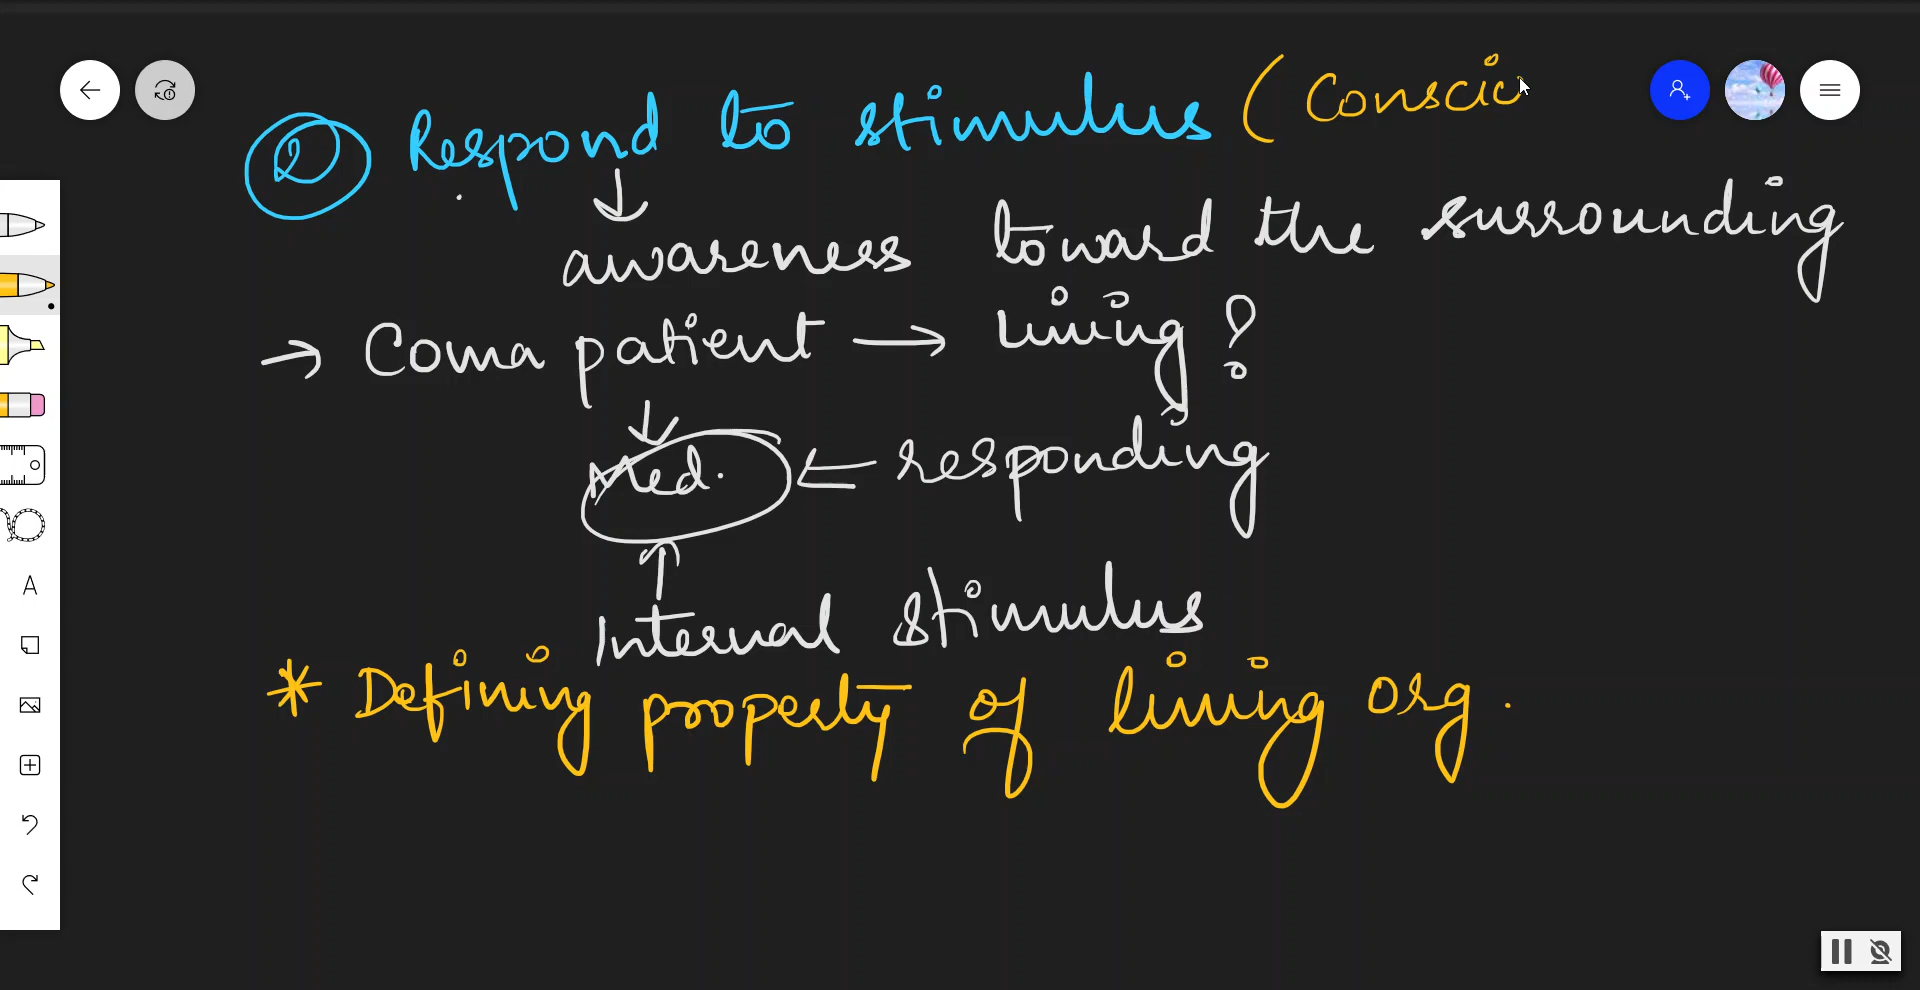 ② Respond to stimulus (Conscio
↓
awareness toward the surrounding
→ Coma patient → living?
↓
Med. ← responding
↑
Internal stimulus
* Defining property of living org.
A